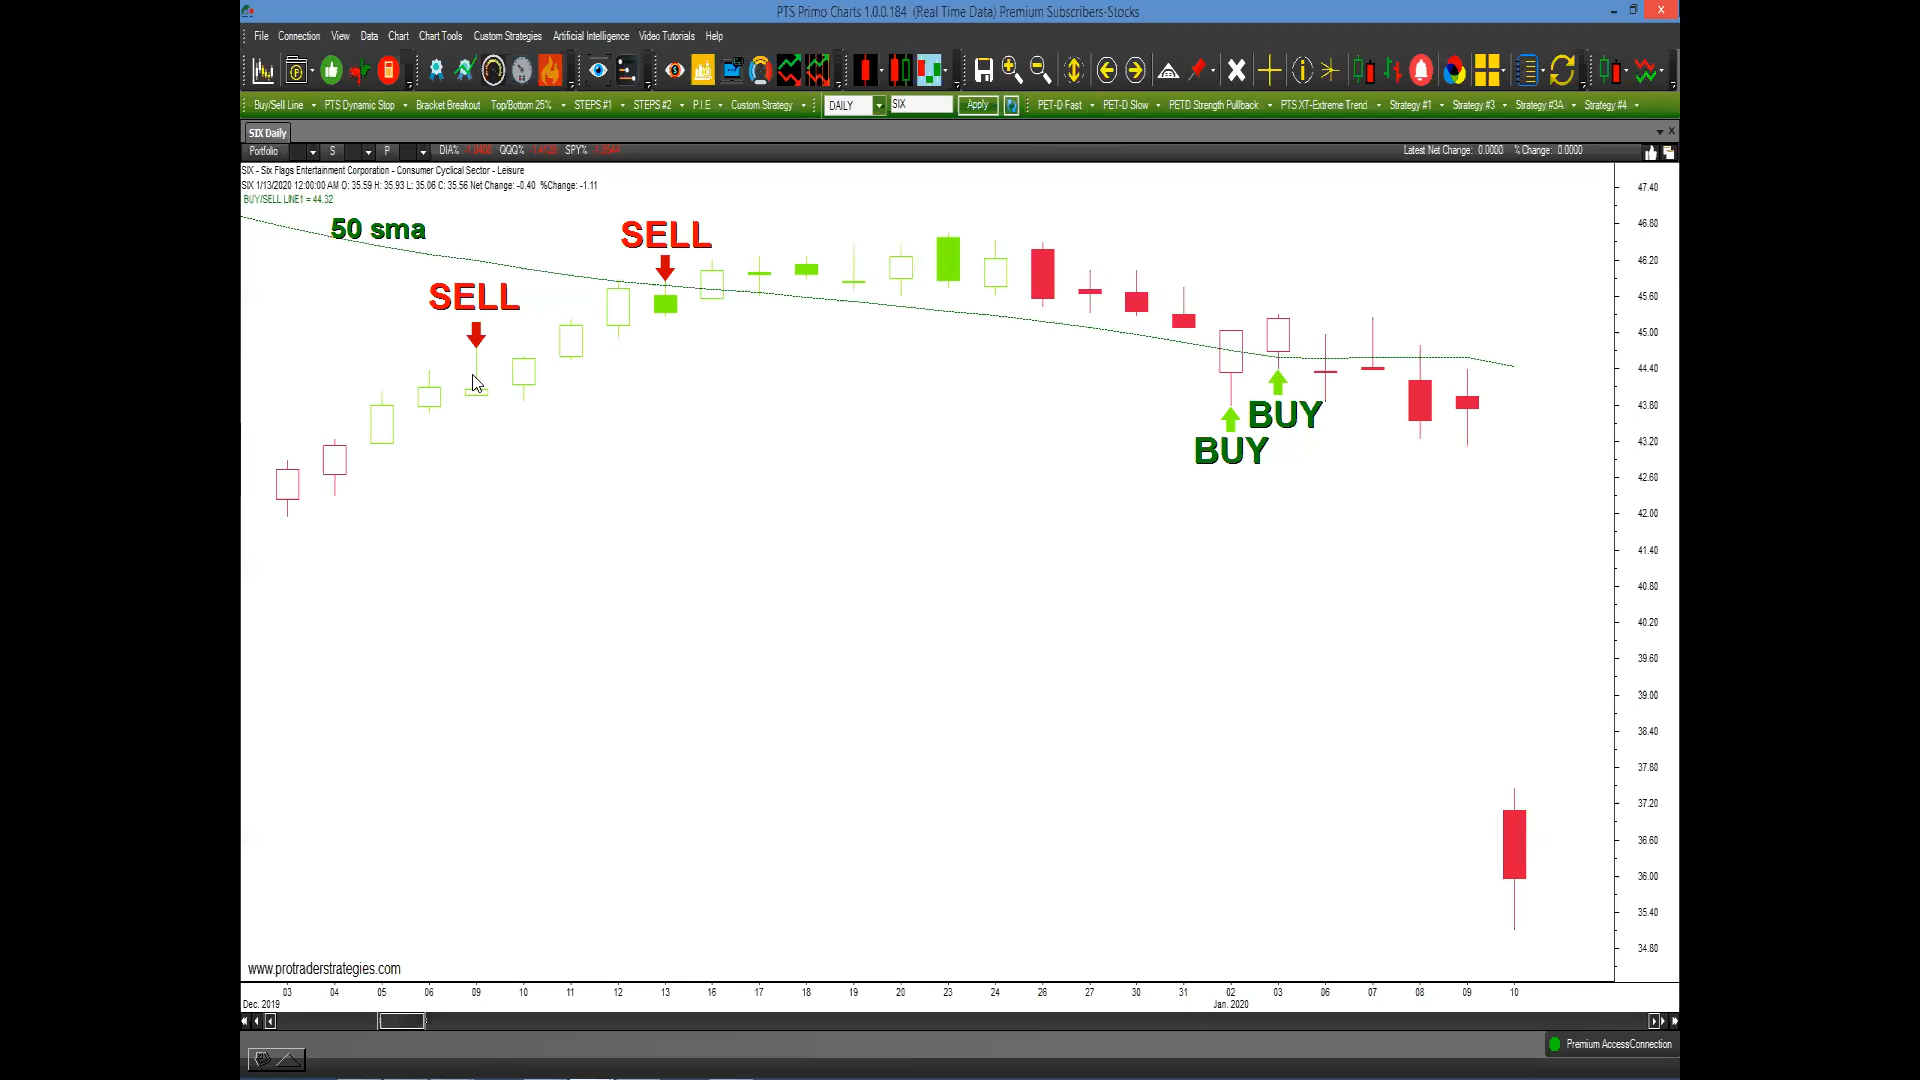 PTS Primo Charts 1.0.0.184 (Real Time Data) Premium Subscribers-Stocks
File Connection View Data Chart Chart Tools Custom Strategies Artificial Intelligence Video Tutorials Help
Buy/Sell Line PTS Dynamic Stop Bracket Breakout Top/Bottom 25% STEPS #1 STEPS #2 P.I.E Custom Strategy DAILY SIX Apply PET-D Fast PET-D Slow PETD Strength Pullback PTS XT-Extreme Trend Strategy #1 Strategy #3 Strategy #3A Strategy #4
SIX Daily
Portfolio S P DIA% QQQ% SPY% Latest Net Change: 0.0000 % Change: 0.0000
SIX - Six Flags Entertainment Corporation - Consumer Cyclical Sector - Leisure
SIX 1/13/2020 12:00:00 AM O: 35.59 H: 35.93 L: 35.06 C: 35.56 Net Change: -0.40 %Change: -1.11
BUY/SELL LINE1 = 44.32
50 sma
SELL
SELL
BUY
BUY
47.40
46.80
46.20
45.60
45.00
44.40
43.80
43.20
42.60
42.00
41.40
40.80
40.20
39.60
39.00
38.40
37.80
37.20
36.60
36.00
35.40
34.80
www.protraderstrategies.com
03 04 05 06 09 10 11 12 13 16 17 18 19 20 23 24 26 27 30 31 02 03 06 07 08 09 10
Dec. 2019 Jan. 2020
Premium AccessConnection